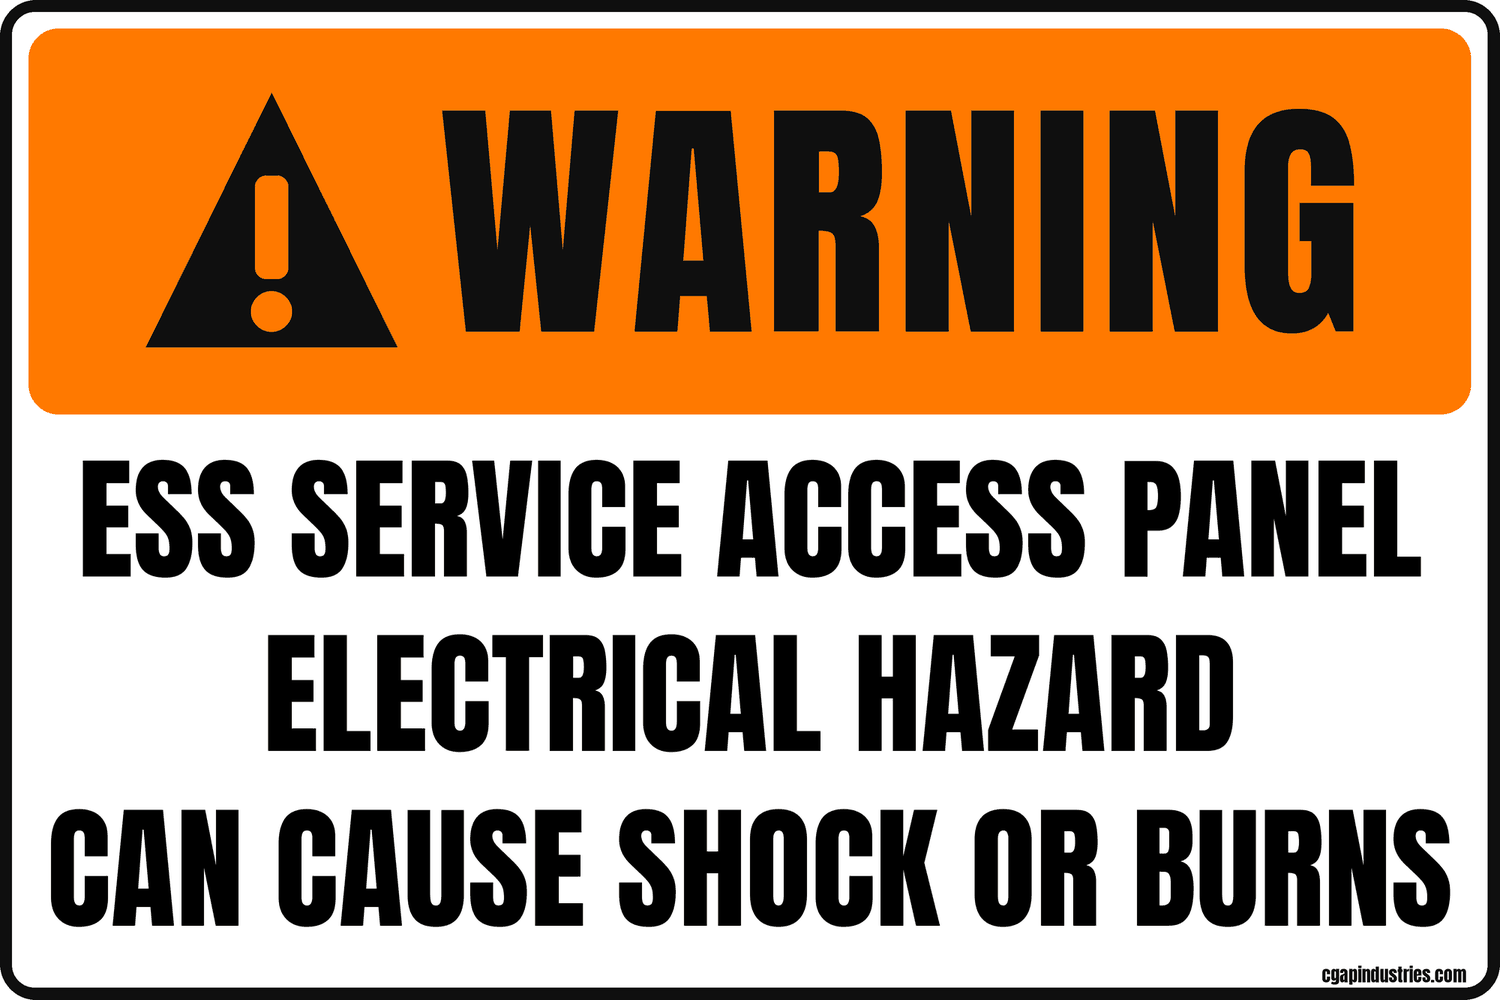 WARNING
ESS SERVICE ACCESS PANEL
ELECTRICAL HAZARD
CAN CAUSE SHOCK OR BURNS
cgapindustries.com